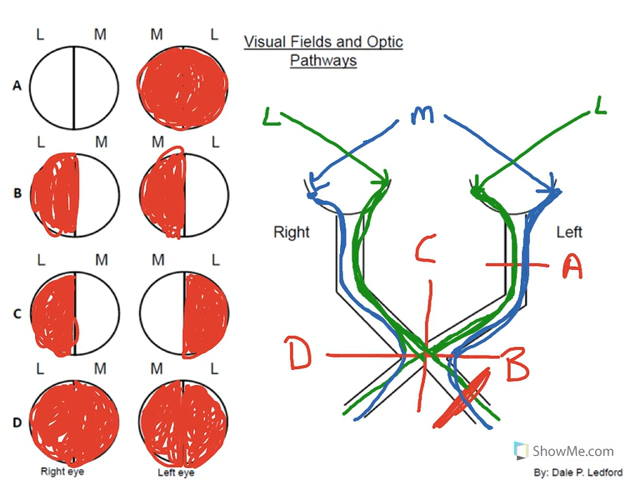 L M M L
Visual Fields and Optic
Pathways
A
L M L
L M M L
B
Right Left
C
A
L M M L
C
D B
L M M L
D
ShowMe.com
Right eye Left eye
By: Dale P. Ledford